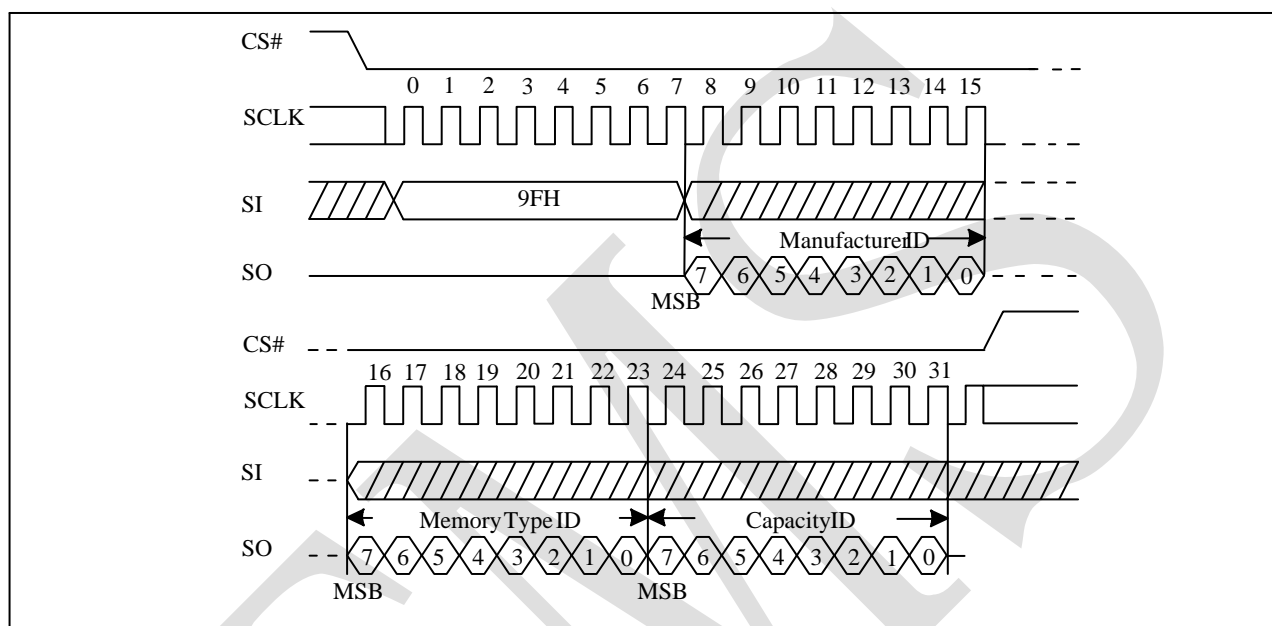 CS#
0 1 2 3 4 5 6 7 8 9 10 11 12 13 14 15
SCLK
SI 9FH
ManufacturerID
SO 7 6 5 4 3 2 1 0
MSB
CS#
16 17 18 19 20 21 22 23 24 25 26 27 28 29 30 31
SCLK
SI
Memory Type ID CapacityID
SO 7 6 5 4 3 2 1 0 7 6 5 4 3 2 1 0
MSB MSB